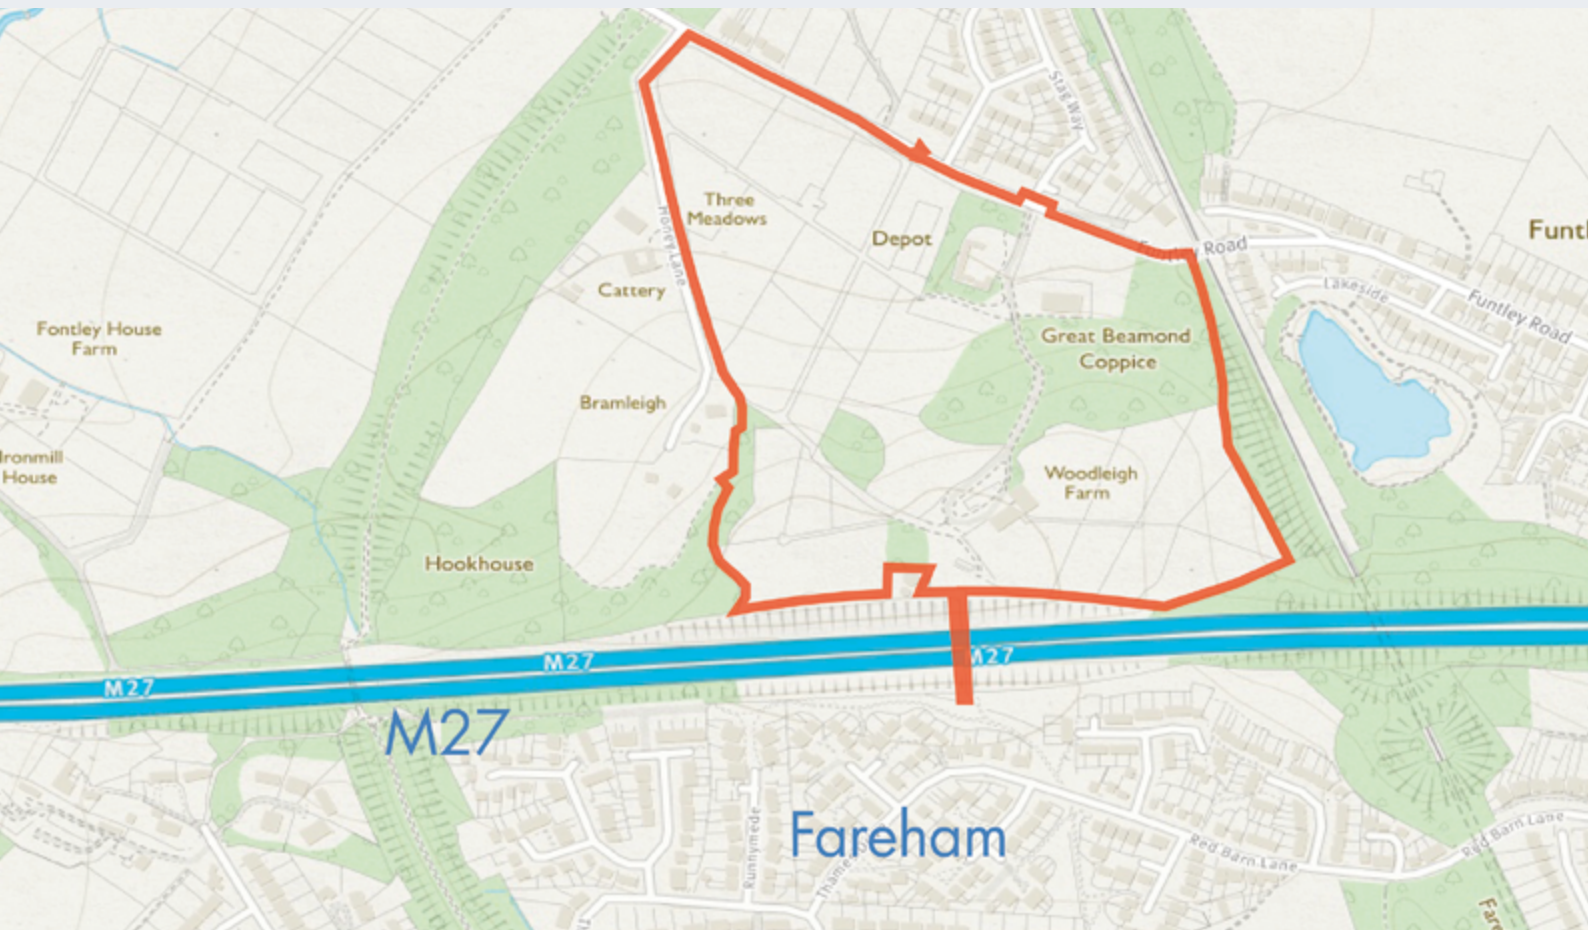 Stag Way
Three
Meadows
Honey Lane
Depot
Funtley Road
Cattery
Lakeside
Funtley Road
Fontley House
Farm
Great Beamond
Coppice
Bramleigh
Ironmill
House
Woodleigh
Farm
Hookhouse
M27
M27
M27
M27
Fareham
Runnymede
Red Barn Lane
Red Barn Lane